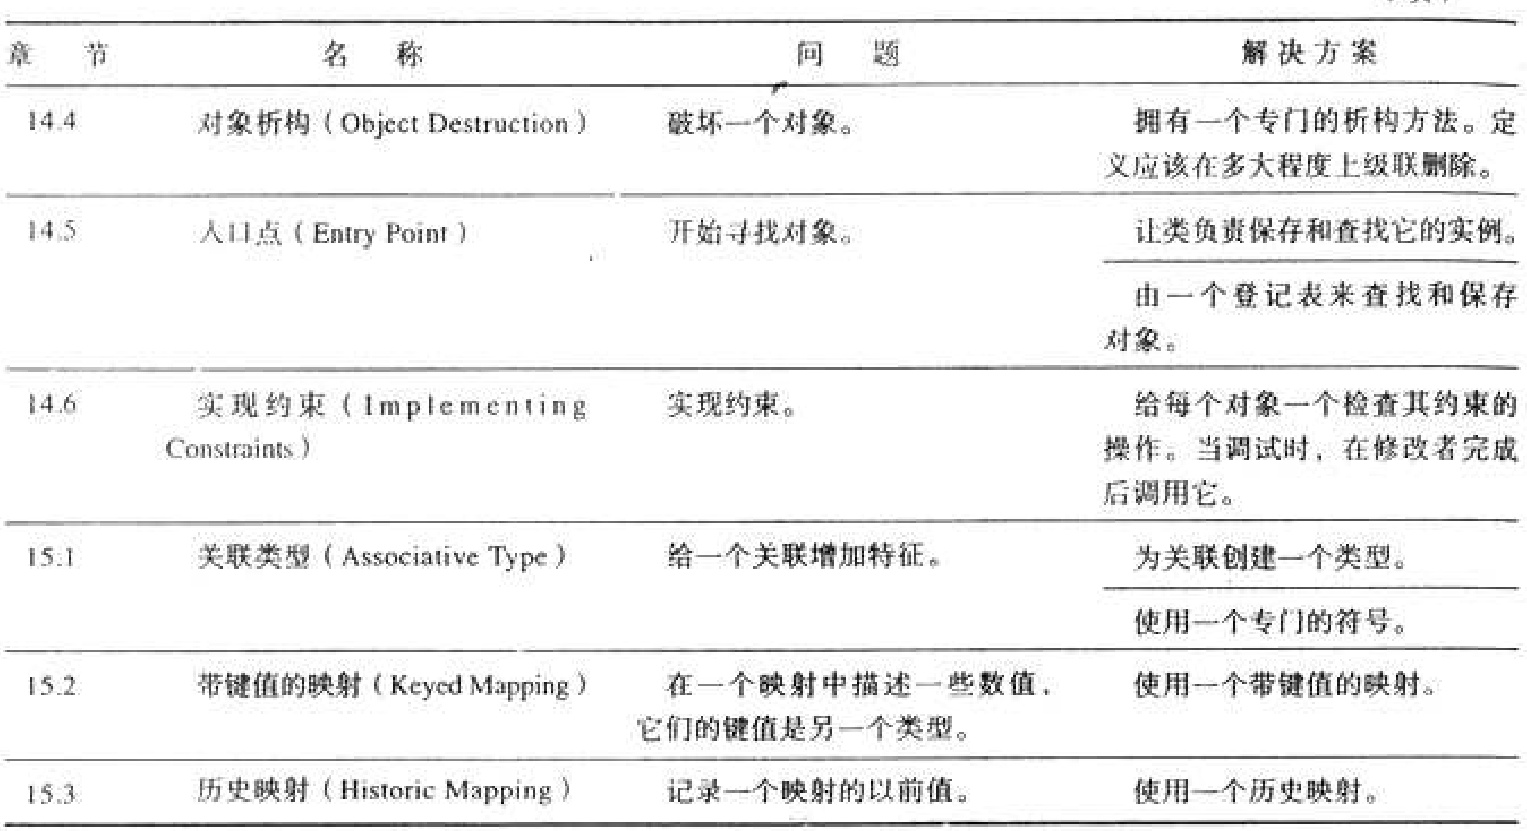 章 节 名 称 问 题 解决方案
14.4 对象析构（Object Destruction） 破坏一个对象。 拥有一个专门的析构方法。定
义应该在多大程度上级联删除。
14.5 入口点（Entry Point） 开始寻找对象。 让类负责保存和查找它的实例。
由一个登记表来查找和保存
对象。
14.6 实现约束（Implementing 实现约束。 给每个对象一个检查其约束的
Constraints） 操作。当调试时，在修改者完成
后调用它。
15.1 关联类型（Associative Type） 给一个关联增加特征。 为关联创建一个类型。
使用一个专门的符号。
15.2 带键值的映射（Keyed Mapping） 在一个映射中描述一些数值， 使用一个带键值的映射。
它们的键值是另一个类型。
15.3 历史映射（Historic Mapping） 记录一个映射的以前值。 使用一个历史映射。